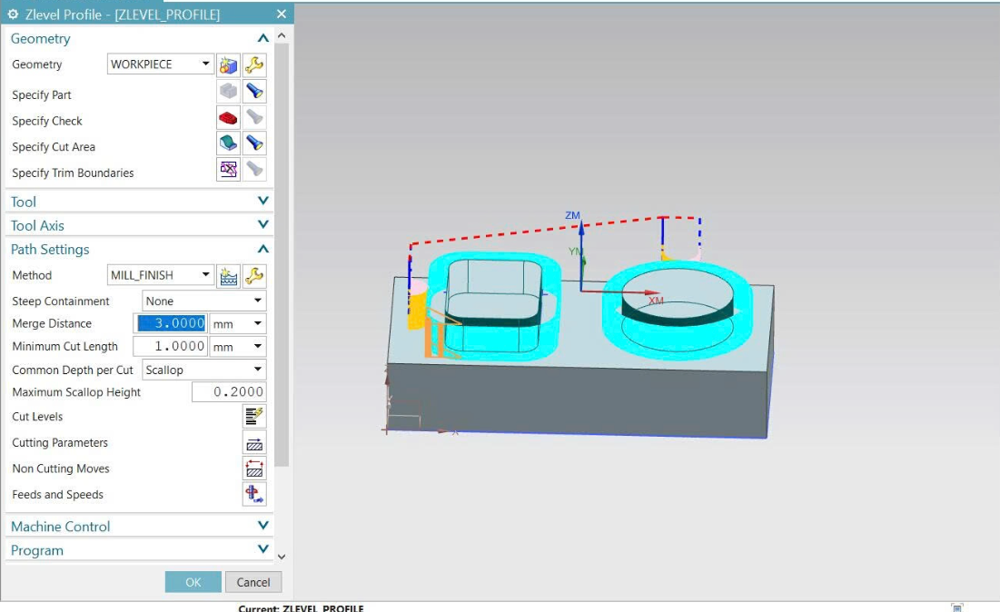 Zlevel Profile - [ZLEVEL_PROFILE]
Geometry
Geometry WORKPIECE
Specify Part
Specify Check
Specify Cut Area
Specify Trim Boundaries
Tool
Tool Axis
Path Settings
Method MILL_FINISH
Steep Containment None
Merge Distance 3.0000 mm
Minimum Cut Length 1.0000 mm
Common Depth per Cut Scallop
Maximum Scallop Height 0.2000
Cut Levels
Cutting Parameters
Non Cutting Moves
Feeds and Speeds
Machine Control
Program
OK Cancel
Current: ZLEVEL_PROFILE
ZM
YM
XM